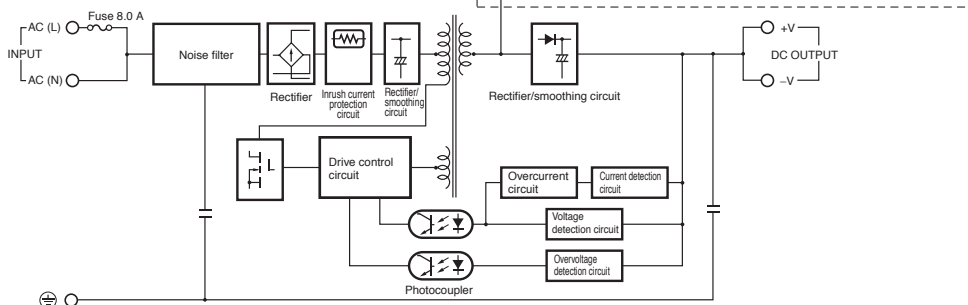 Fuse 8.0 A
AC (L)
INPUT
AC (N)
Noise filter
Rectifier
Inrush current
protection
circuit
Rectifier/
smoothing
circuit
Rectifier/smoothing circuit
+V
DC OUTPUT
–V
Drive control
circuit
Overcurrent
circuit
Current detection
circuit
Voltage
detection circuit
Overvoltage
detection circuit
Photocoupler